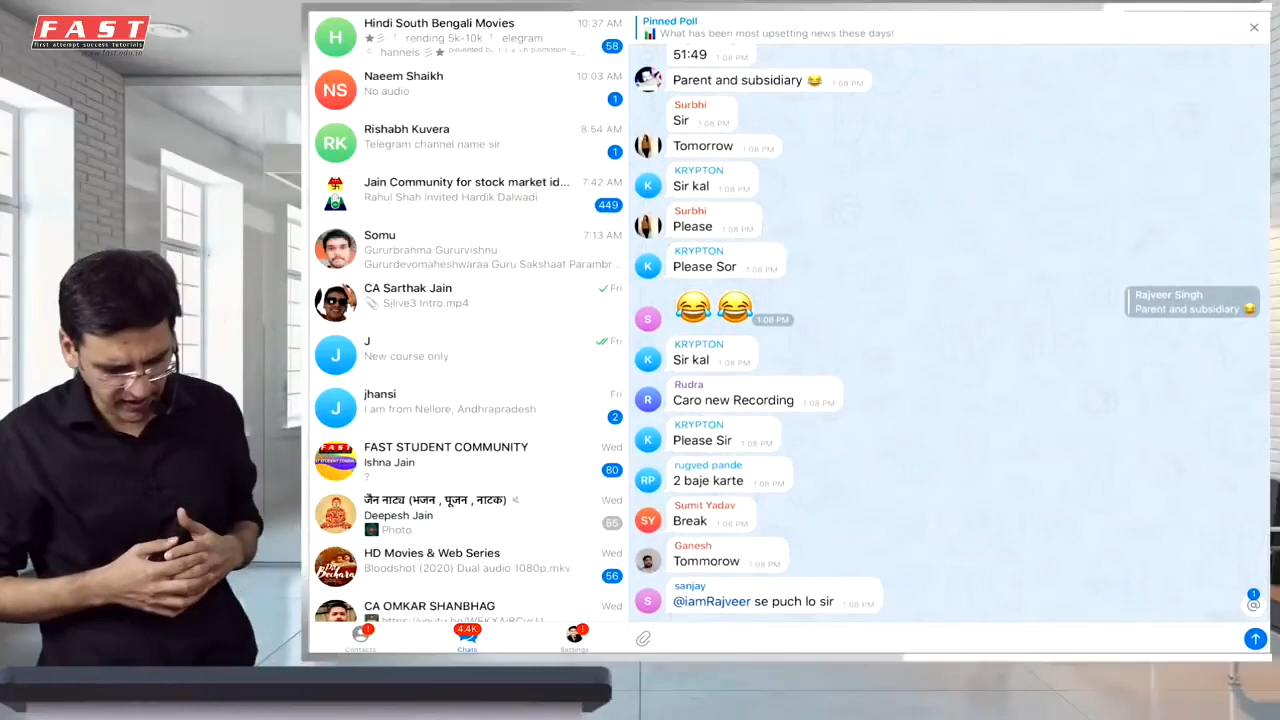 FAST
first attempt success tutorials
www.fast.edu.in
Hindi South Bengali Movies
10:37 AM
rending 5k-10k
elegram
hannels
58
Naeem Shaikh
10:03 AM
No audio
1
Rishabh Kuvera
8:54 AM
Telegram channel name sir
1
Jain Community for stock market id...
7:42 AM
Rahul Shah invited Hardik Dalwadi
449
Somu
7:13 AM
Gururbrahma Gururvishnu
Gururdevomaheshwaraa Guru Sakshaat Parambr...
CA Sarthak Jain
Fri
Sjlive3 Intro.mp4
J
Fri
New course only
jhansi
Fri
I am from Nellore, Andhrapradesh
2
FAST STUDENT COMMUNITY
Wed
Ishna Jain
80
?
जैन नाट्य (भजन , पूजन , नाटक)
Wed
Deepesh Jain
65
Photo
HD Movies & Web Series
Wed
Bloodshot (2020) Dual audio 1080p.mkv
56
CA OMKAR SHANBHAG
Wed
Contacts
4.4K
Chats
Settings
Pinned Poll
What has been most upsetting news these days!
51:49
1:08 PM
Parent and subsidiary 😂 1:08 PM
Surbhi
Sir 1:08 PM
Tomorrow 1:08 PM
KRYPTON
Sir kal 1:08 PM
Surbhi
Please 1:08 PM
KRYPTON
Please Sor 1:08 PM
Rajveer Singh
Parent and subsidiary 😂
😂 😂 1:08 PM
KRYPTON
Sir kal 1:08 PM
Rudra
Caro new Recording 1:08 PM
KRYPTON
Please Sir 1:08 PM
rugved pande
2 baje karte 1:08 PM
Sumit Yadav
Break 1:08 PM
Ganesh
Tommorow 1:08 PM
sanjay
@iamRajveer se puch lo sir 1:08 PM
1
@